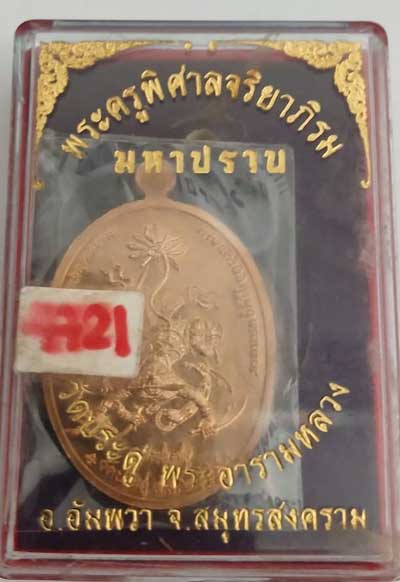 พระครูพิศาลจริยาภิรม
มหาปราบ
21
วัดประดู่ พระอารามหลวง
อ.อัมพวา จ.สมุทรสงคราม